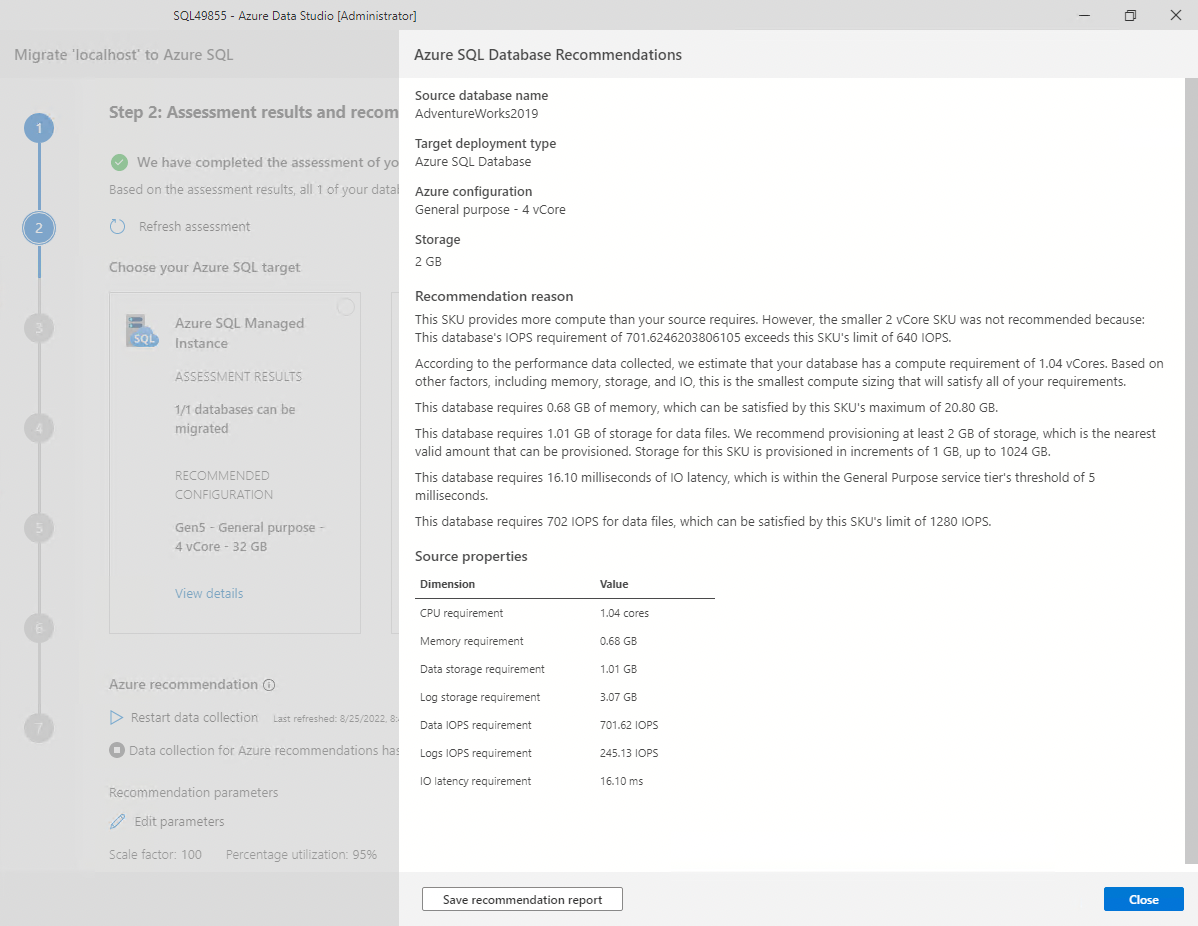 SQL49855 - Azure Data Studio [Administrator]
Migrate 'localhost' to Azure SQL
1
2
3
4
5
6
7
Step 2: Assessment results and recom
We have completed the assessment of yo
Based on the assessment results, all 1 of your datal
Refresh assessment
Choose your Azure SQL target
SQL
Azure SQL Managed
Instance
ASSESSMENT RESULTS
1/1 databases can be
migrated
RECOMMENDED
CONFIGURATION
Gen5 - General purpose -
4 vCore - 32 GB
View details
Azure recommendation
Restart data collection
Last refreshed: 8/25/2022, 8:
Data collection for Azure recommendations has
Recommendation parameters
Edit parameters
Scale factor: 100 Percentage utilization: 95%
Azure SQL Database Recommendations
Source database name
AdventureWorks2019
Target deployment type
Azure SQL Database
Azure configuration
General purpose - 4 vCore
Storage
2 GB
Recommendation reason
This SKU provides more compute than your source requires. However, the smaller 2 vCore SKU was not recommended because:
This database's IOPS requirement of 701.6246203806105 exceeds this SKU's limit of 640 IOPS.
According to the performance data collected, we estimate that your database has a compute requirement of 1.04 vCores. Based on
other factors, including memory, storage, and IO, this is the smallest compute sizing that will satisfy all of your requirements.
This database requires 0.68 GB of memory, which can be satisfied by this SKU's maximum of 20.80 GB.
This database requires 1.01 GB of storage for data files. We recommend provisioning at least 2 GB of storage, which is the nearest
valid amount that can be provisioned. Storage for this SKU is provisioned in increments of 1 GB, up to 1024 GB.
This database requires 16.10 milliseconds of IO latency, which is within the General Purpose service tier's threshold of 5
milliseconds.
This database requires 702 IOPS for data files, which can be satisfied by this SKU's limit of 1280 IOPS.
Source properties
Dimension Value
CPU requirement 1.04 cores
Memory requirement 0.68 GB
Data storage requirement 1.01 GB
Log storage requirement 3.07 GB
Data IOPS requirement 701.62 IOPS
Logs IOPS requirement 245.13 IOPS
IO latency requirement 16.10 ms
Save recommendation report
Close